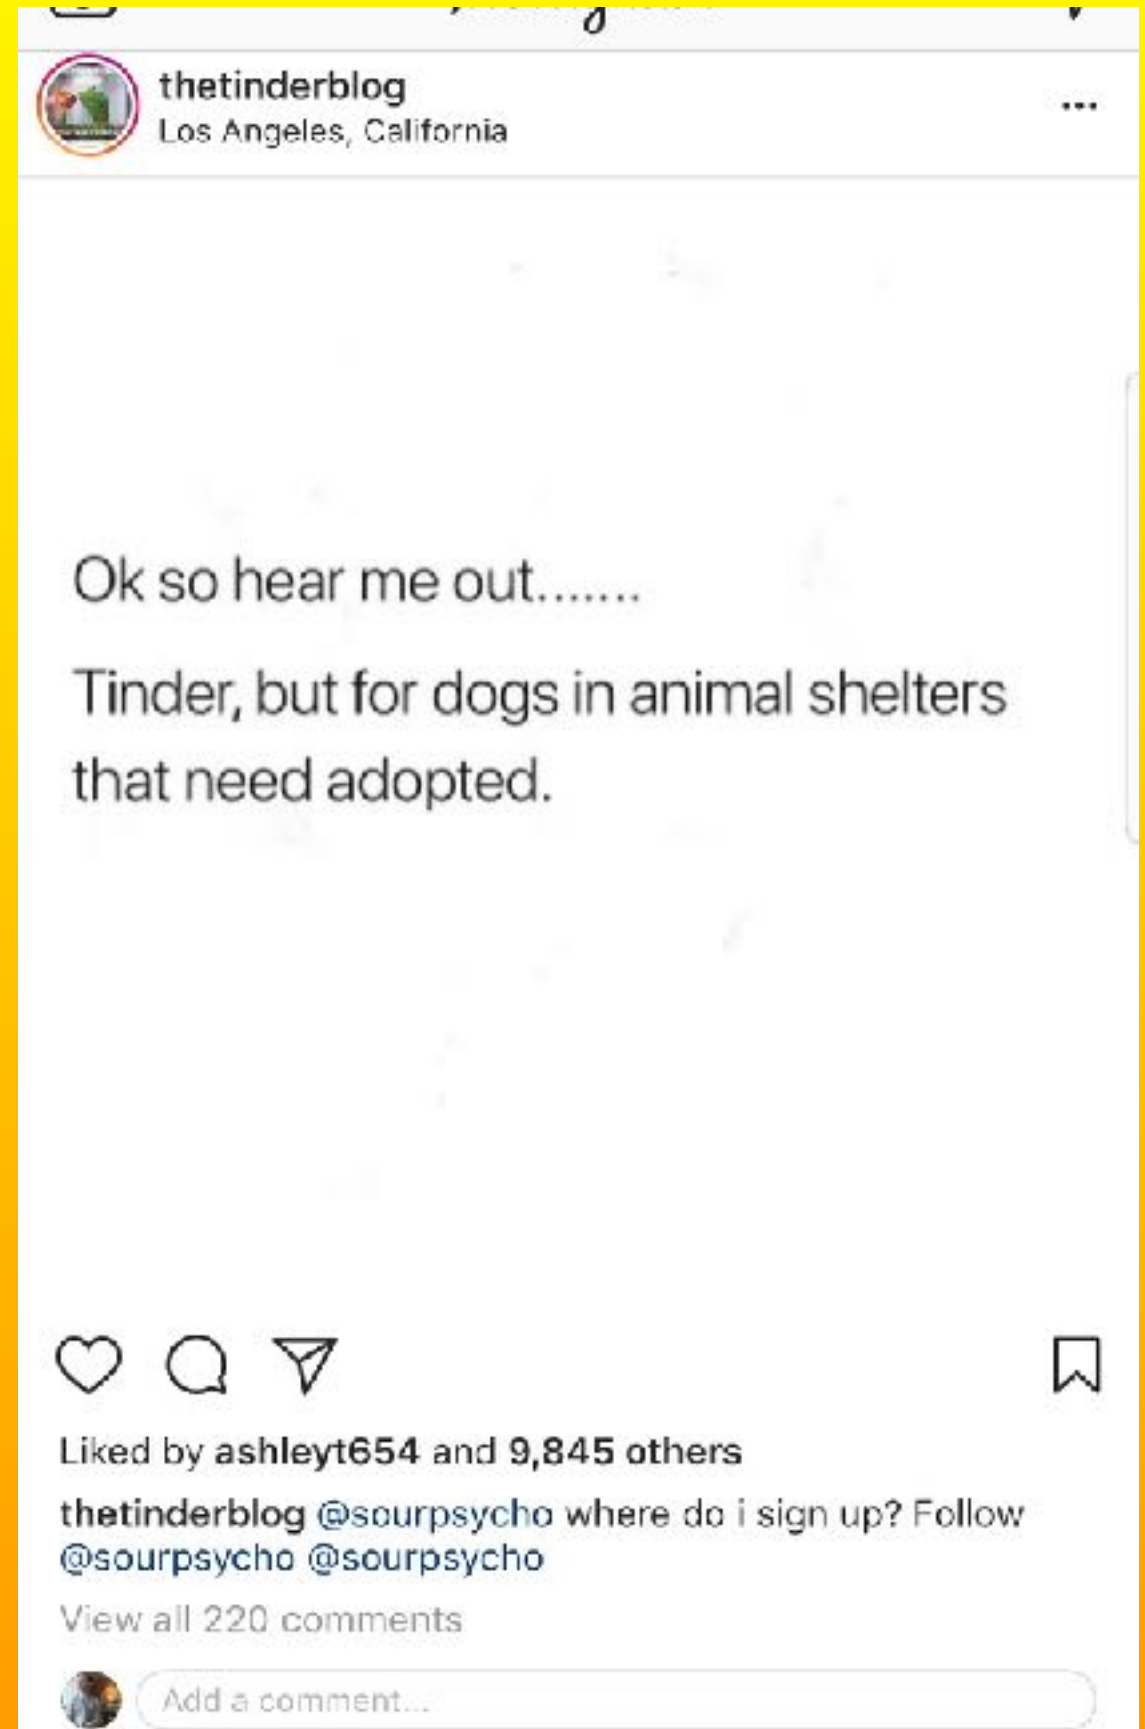 thetinderblog
Los Angeles, California
Ok so hear me out.......
Tinder, but for dogs in animal shelters
that need adopted.
Liked by ashleyt654 and 9,845 others
thetinderblog @sourpsycho where do i sign up? Follow
@sourpsycho @sourpsycho
View all 220 comments
Add a comment...